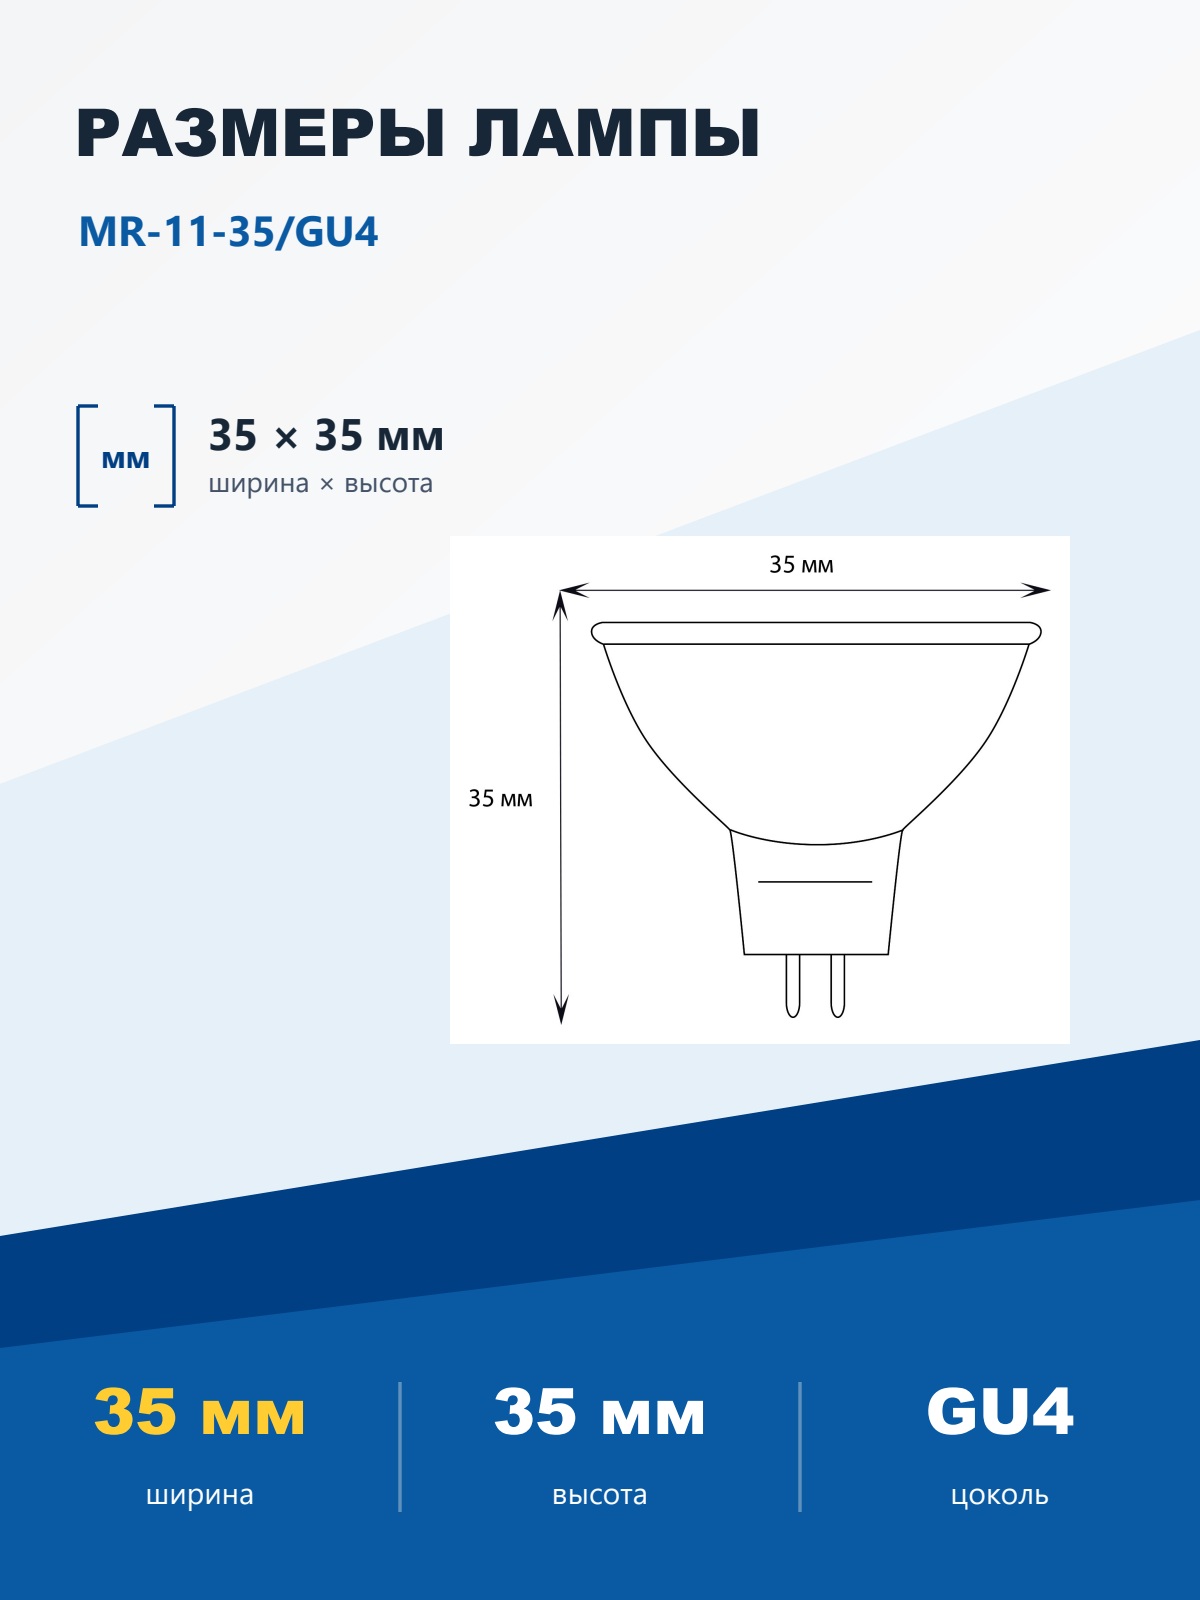 РАЗМЕРЫ ЛАМПЫ
MR-11-35/GU4
мм
35 × 35 мм
ширина × высота
35 мм
35 мм
35 мм
ширина
35 мм
высота
GU4
цоколь